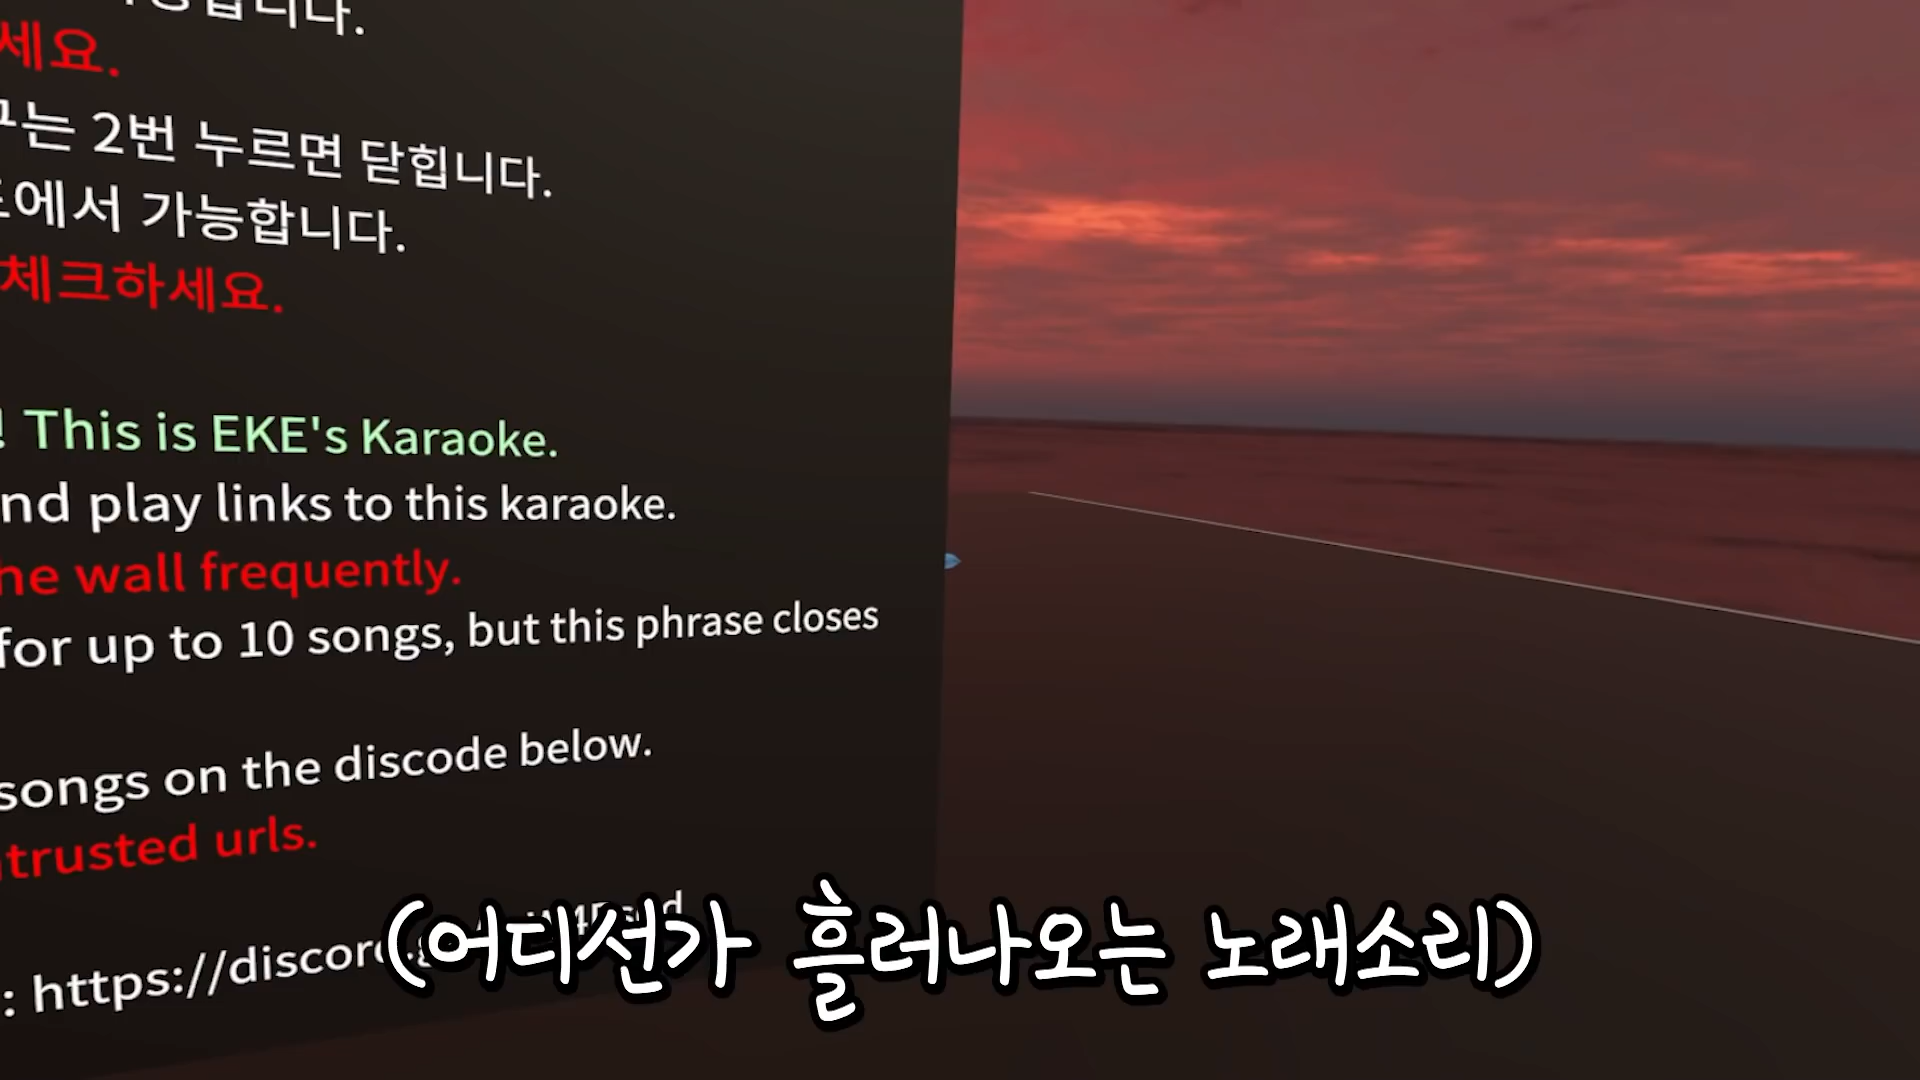 세요.
는 2번 누르면 닫힙니다.
에서 가능합니다.
체크하세요.
! This is EKE's Karaoke.
nd play links to this karaoke.
he wall frequently.
for up to 10 songs, but this phrase closes
songs on the discode below.
trusted urls.
: https://discord.g
(어디선가 흘러나오는 노래소리)